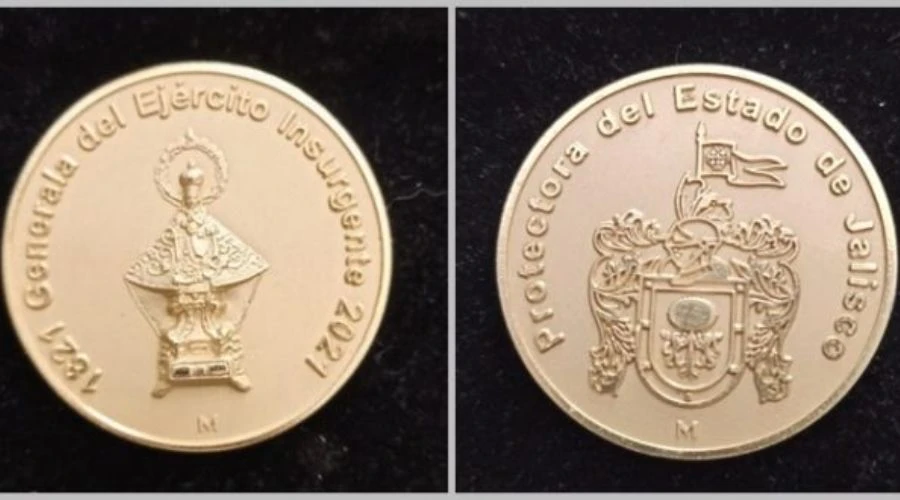 1821 Generala del Ejército Insurgente 2021
M
Protectora del Estado de Jalisco
M